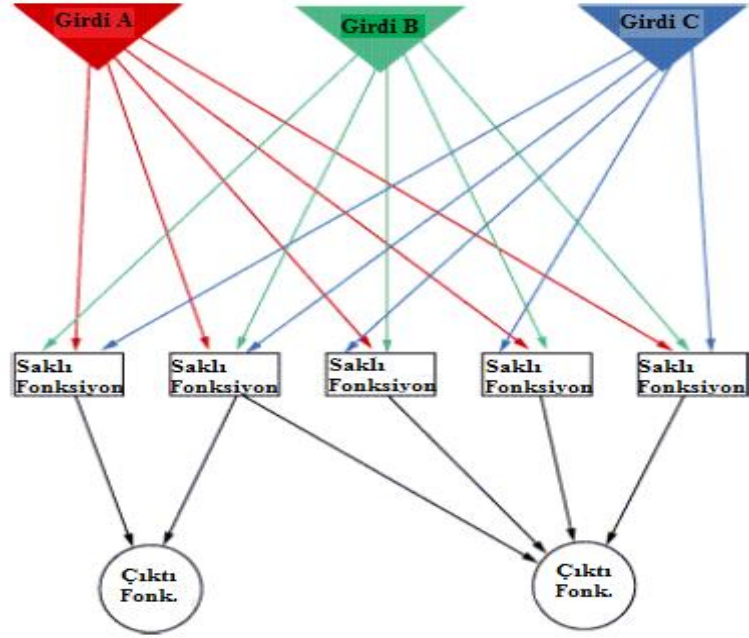 Girdi A
Girdi B
Girdi C
Saklı
Fonksiyon
Saklı
Fonksiyon
Saklı
Fonksiyon
Saklı
Fonksiyon
Saklı
Fonksiyon
Çıktı
Fonk.
Çıktı
Fonk.